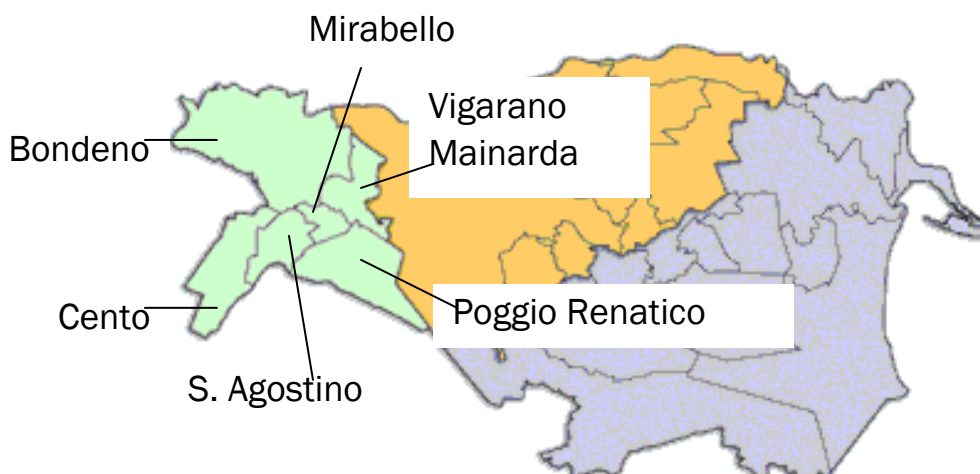 Mirabello
Vigarano
Mainarda
Bondeno
Cento
Poggio Renatico
S. Agostino